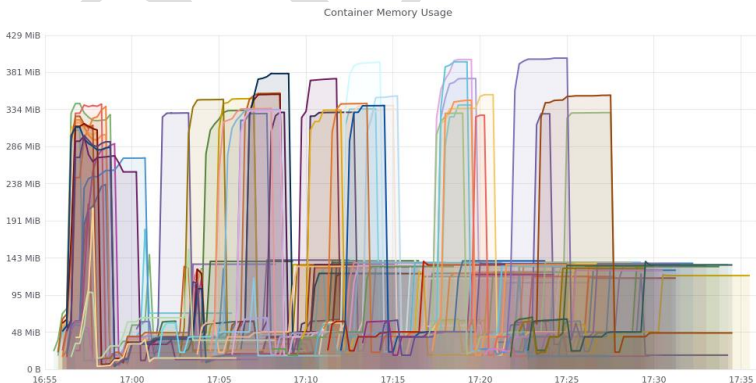 Container Memory Usage
429 MiB
381 MiB
334 MiB
286 MiB
238 MiB
191 MiB
143 MiB
95 MiB
48 MiB
0 B
16:55 17:00 17:05 17:10 17:15 17:20 17:25 17:30 17:35